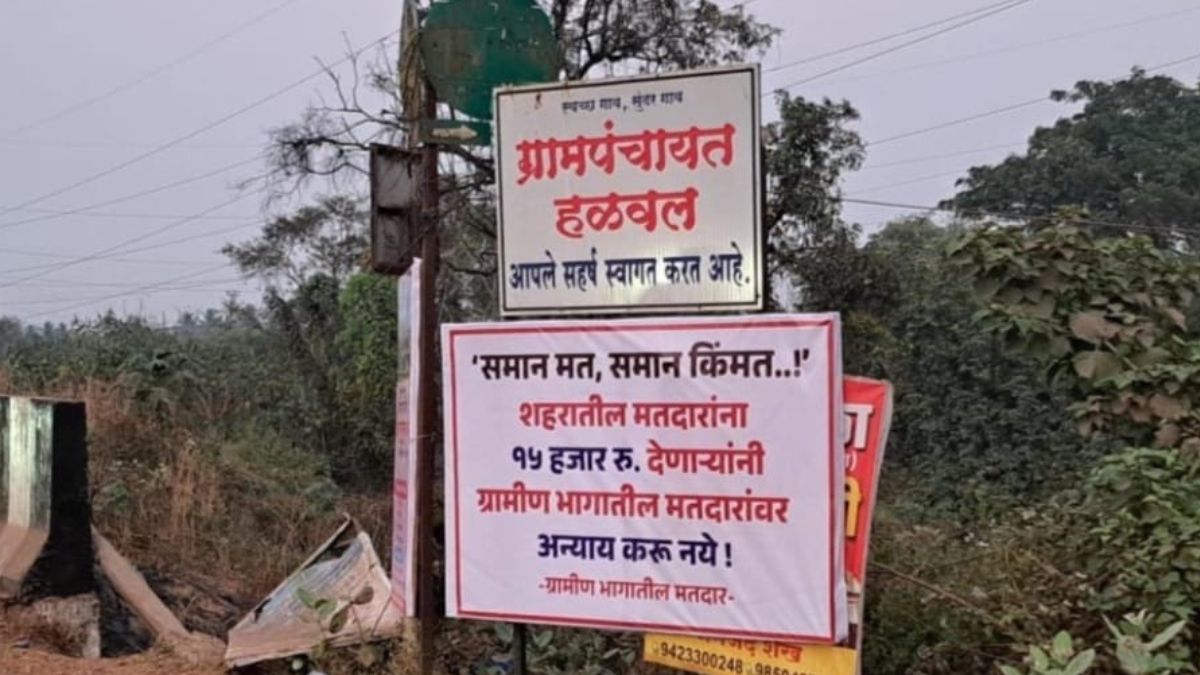 स्वच्छ गाव, सुंदर गाव
ग्रामपंचायत
हळवल
आपले सहर्ष स्वागत करत आहे.
‘समान मत, समान किंमत..!’
शहरातील मतदारांना
१५ हजार रु. देणाऱ्यांनी
ग्रामीण भागातील मतदारांवर
अन्याय करू नये !
-ग्रामीण भागातील मतदार-
शेख
9423300248